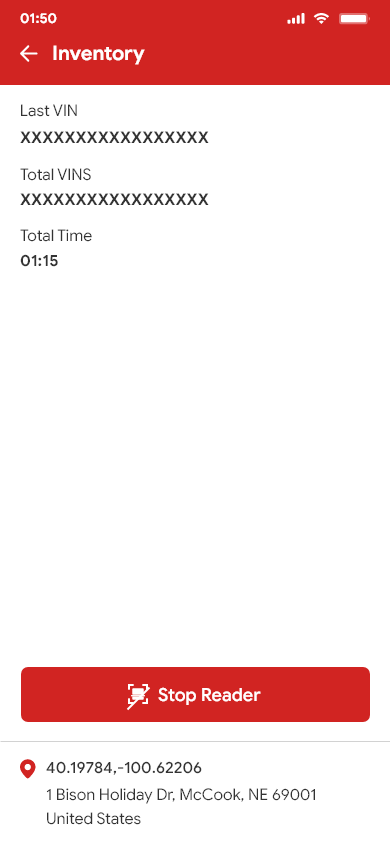 01:50
Inventory
Last VIN
XXXXXXXXXXXXXXXXX
Total VINS
XXXXXXXXXXXXXXXXX
Total Time
01:15
Stop Reader
40.19784,-100.62206
1 Bison Holiday Dr, McCook, NE 69001
United States